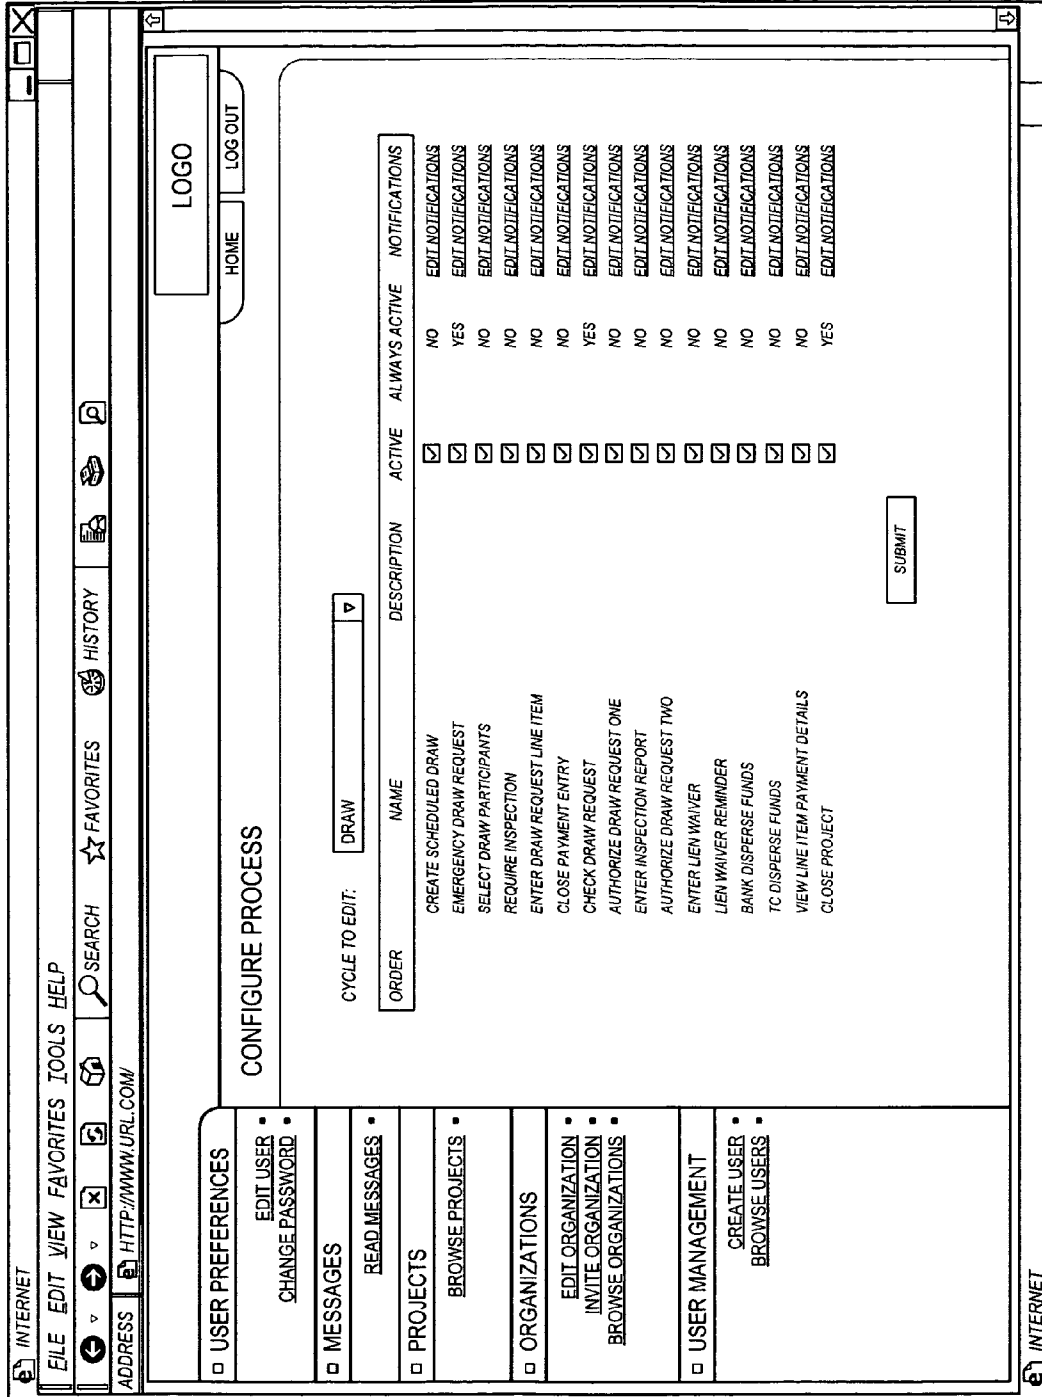 INTERNET
FILE EDIT VIEW FAVORITES TOOLS HELP
SEARCH FAVORITES HISTORY
ADDRESS HTTP://WWW.URL.COM/
LOGO
HOME LOG OUT
USER PREFERENCES
EDIT USER
CHANGE PASSWORD
MESSAGES
READ MESSAGES
PROJECTS
BROWSE PROJECTS
ORGANIZATIONS
EDIT ORGANIZATION
INVITE ORGANIZATION
BROWSE ORGANIZATIONS
USER MANAGEMENT
CREATE USER
BROWSE USERS
CONFIGURE PROCESS
CYCLE TO EDIT: DRAW
ORDER NAME DESCRIPTION ACTIVE ALWAYS ACTIVE NOTIFICATIONS
CREATE SCHEDULED DRAW NO EDIT NOTIFICATIONS
EMERGENCY DRAW REQUEST YES EDIT NOTIFICATIONS
SELECT DRAW PARTICIPANTS NO EDIT NOTIFICATIONS
REQUIRE INSPECTION NO EDIT NOTIFICATIONS
ENTER DRAW REQUEST LINE ITEM NO EDIT NOTIFICATIONS
CLOSE PAYMENT ENTRY NO EDIT NOTIFICATIONS
CHECK DRAW REQUEST YES EDIT NOTIFICATIONS
AUTHORIZE DRAW REQUEST ONE NO EDIT NOTIFICATIONS
ENTER INSPECTION REPORT NO EDIT NOTIFICATIONS
AUTHORIZE DRAW REQUEST TWO NO EDIT NOTIFICATIONS
ENTER LIEN WAIVER NO EDIT NOTIFICATIONS
LIEN WAIVER REMINDER NO EDIT NOTIFICATIONS
BANK DISPERSE FUNDS NO EDIT NOTIFICATIONS
TC DISPERSE FUNDS NO EDIT NOTIFICATIONS
VIEW LINE ITEM PAYMENT DETAILS NO EDIT NOTIFICATIONS
CLOSE PROJECT YES EDIT NOTIFICATIONS
SUBMIT
INTERNET